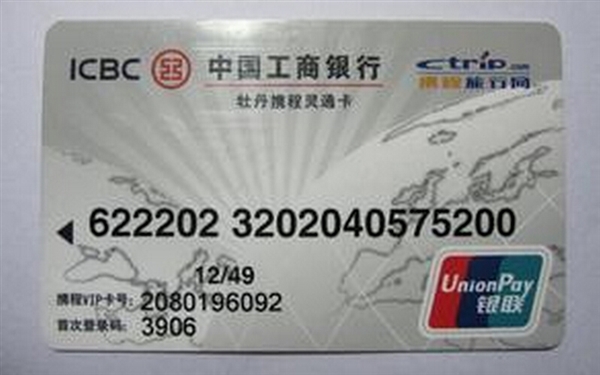 ICBC 中国工商银行 Ctrip.com
牡丹携程灵通卡 携程旅行网
622202 3202040575200
12/49
携程VIP卡号: 2080196092
首次登录码: 3906
UnionPay
银联